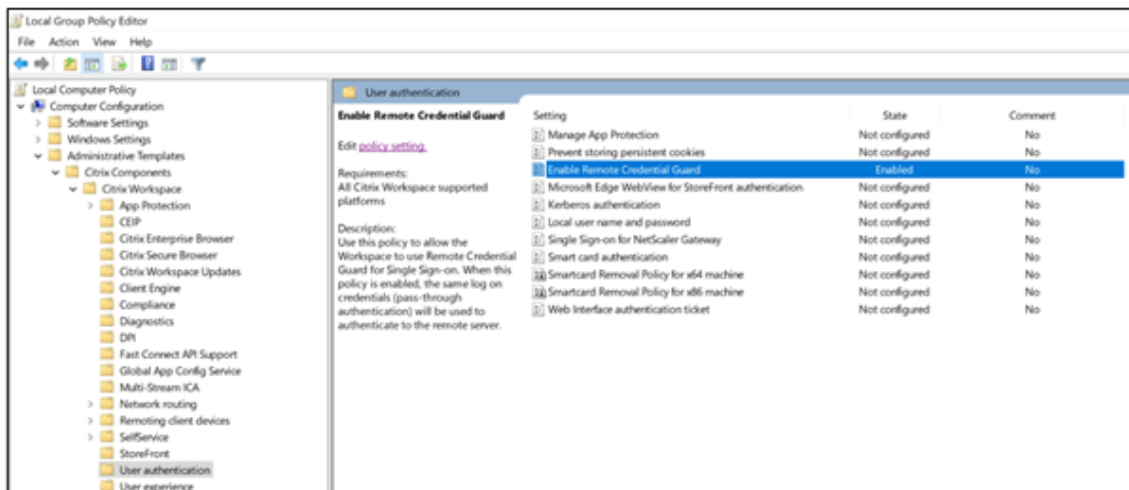 Local Group Policy Editor
File Action View Help
Local Computer Policy
Computer Configuration
Software Settings
Windows Settings
Administrative Templates
Citrix Components
Citrix Workspace
App Protection
CEIP
Citrix Enterprise Browser
Citrix Secure Browser
Citrix Workspace Updates
Client Engine
Compliance
Diagnostics
DPI
Fast Connect API Support
Global App Config Service
Multi-Stream ICA
Network routing
Remoting client devices
SelfService
StoreFront
User authentication
User experience
User authentication
Enable Remote Credential Guard
Edit policy setting
Requirements:
All Citrix Workspace supported
platforms
Description:
Use this policy to allow the
Workspace to use Remote Credential
Guard for Single Sign-on. When this
policy is enabled, the same log on
credentials (pass-through
authentication) will be used to
authenticate to the remote server.
Setting State Comment
Manage App Protection Not configured No
Prevent storing persistent cookies Not configured No
Enable Remote Credential Guard Enabled No
Microsoft Edge WebView for StoreFront authentication Not configured No
Kerberos authentication Not configured No
Local user name and password Not configured No
Single Sign-on for NetScaler Gateway Not configured No
Smart card authentication Not configured No
Smartcard Removal Policy for x64 machine Not configured No
Smartcard Removal Policy for x86 machine Not configured No
Web Interface authentication ticket Not configured No